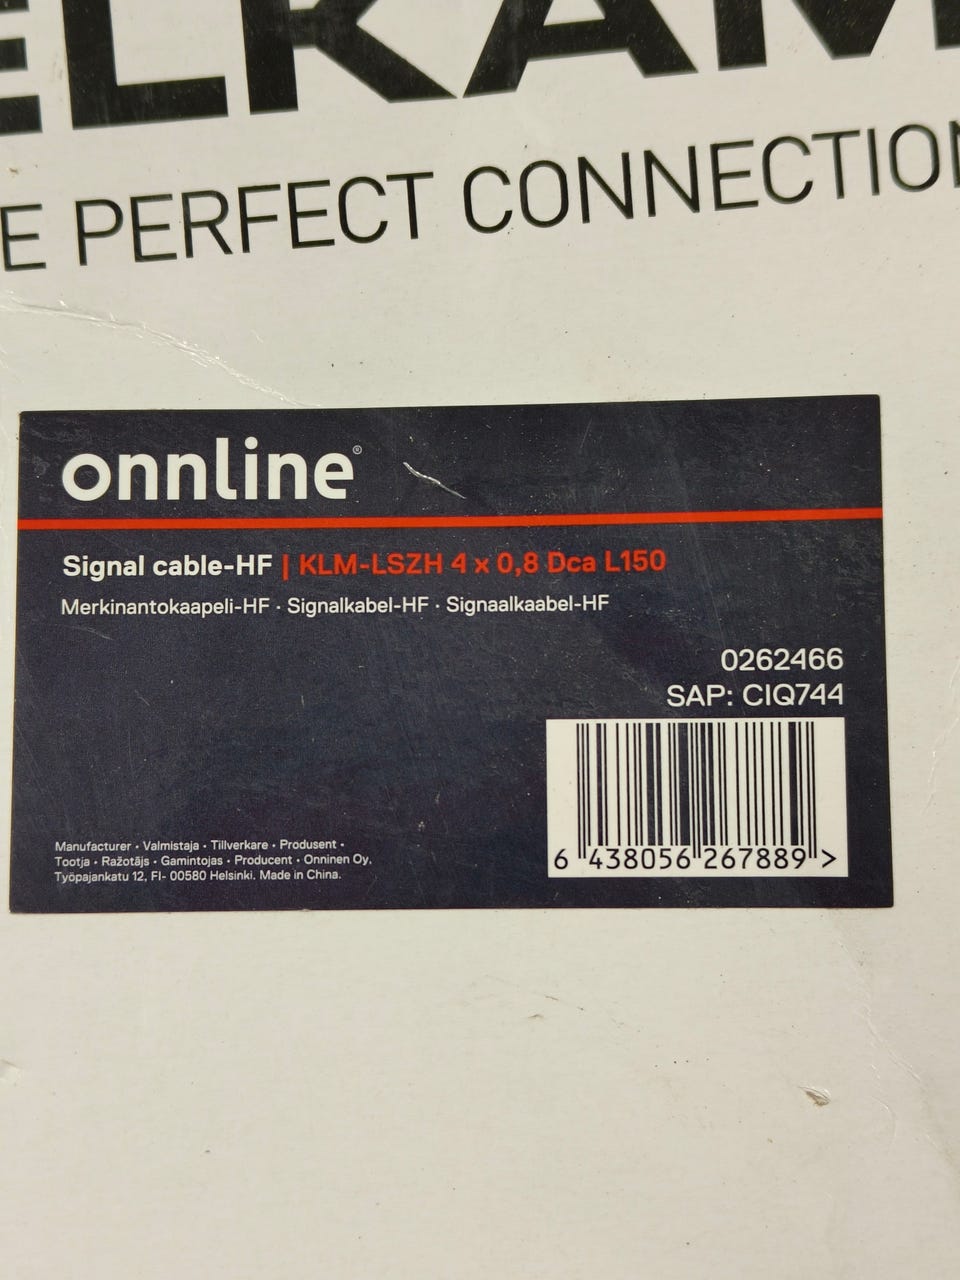 ELKAM
E PERFECT CONNECTION
onnline®
Signal cable-HF | KLM-LSZH 4 x 0,8 Dca L150
Merkinantokaapeli-HF · Signalkabel-HF · Signaalkaabel-HF
0262466
SAP: CIQ744
6 438056 267889 >
Manufacturer · Valmistaja · Tillverkare · Produsent ·
Tootja · Ražotājs · Gamintojas · Producent · Onninen Oy.
Työpajankatu 12, FI- 00580 Helsinki. Made in China.